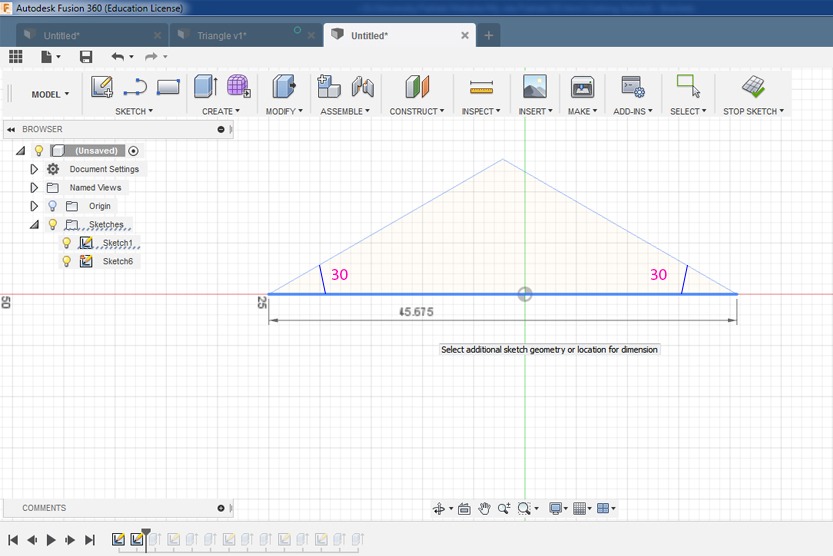 Autodesk Fusion 360 (Education License)
Untitled*
Triangle v1*
Untitled*
MODEL
SKETCH
CREATE
MODIFY
ASSEMBLE
CONSTRUCT
INSPECT
INSERT
MAKE
ADD-INS
SELECT
STOP SKETCH
BROWSER
(Unsaved)
Document Settings
Named Views
Origin
Sketches
Sketch1
Sketch6
30
30
50
25
45.675
Select additional sketch geometry or location for dimension
COMMENTS